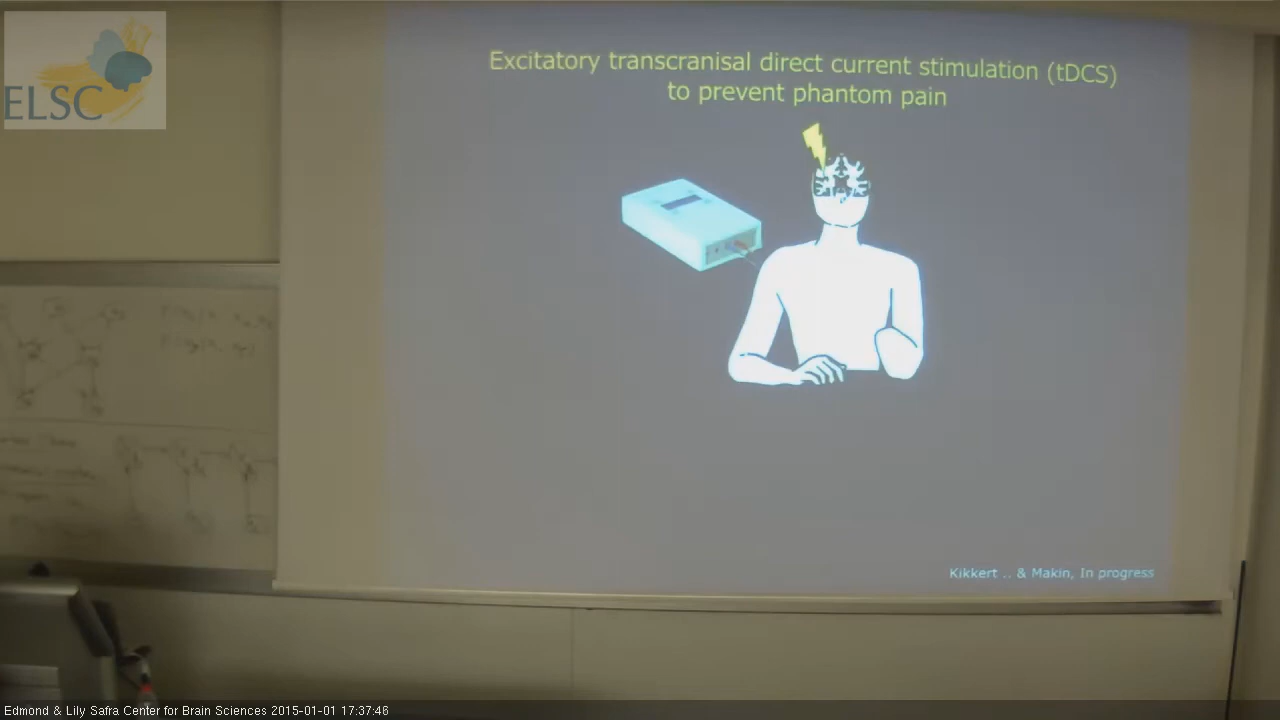 ELSC
Excitatory transcranisal direct current stimulation (tDCS)
to prevent phantom pain
Kikkert .. & Makin, In progress
Edmond & Lily Safra Center for Brain Sciences 2015-01-01 17:37:46